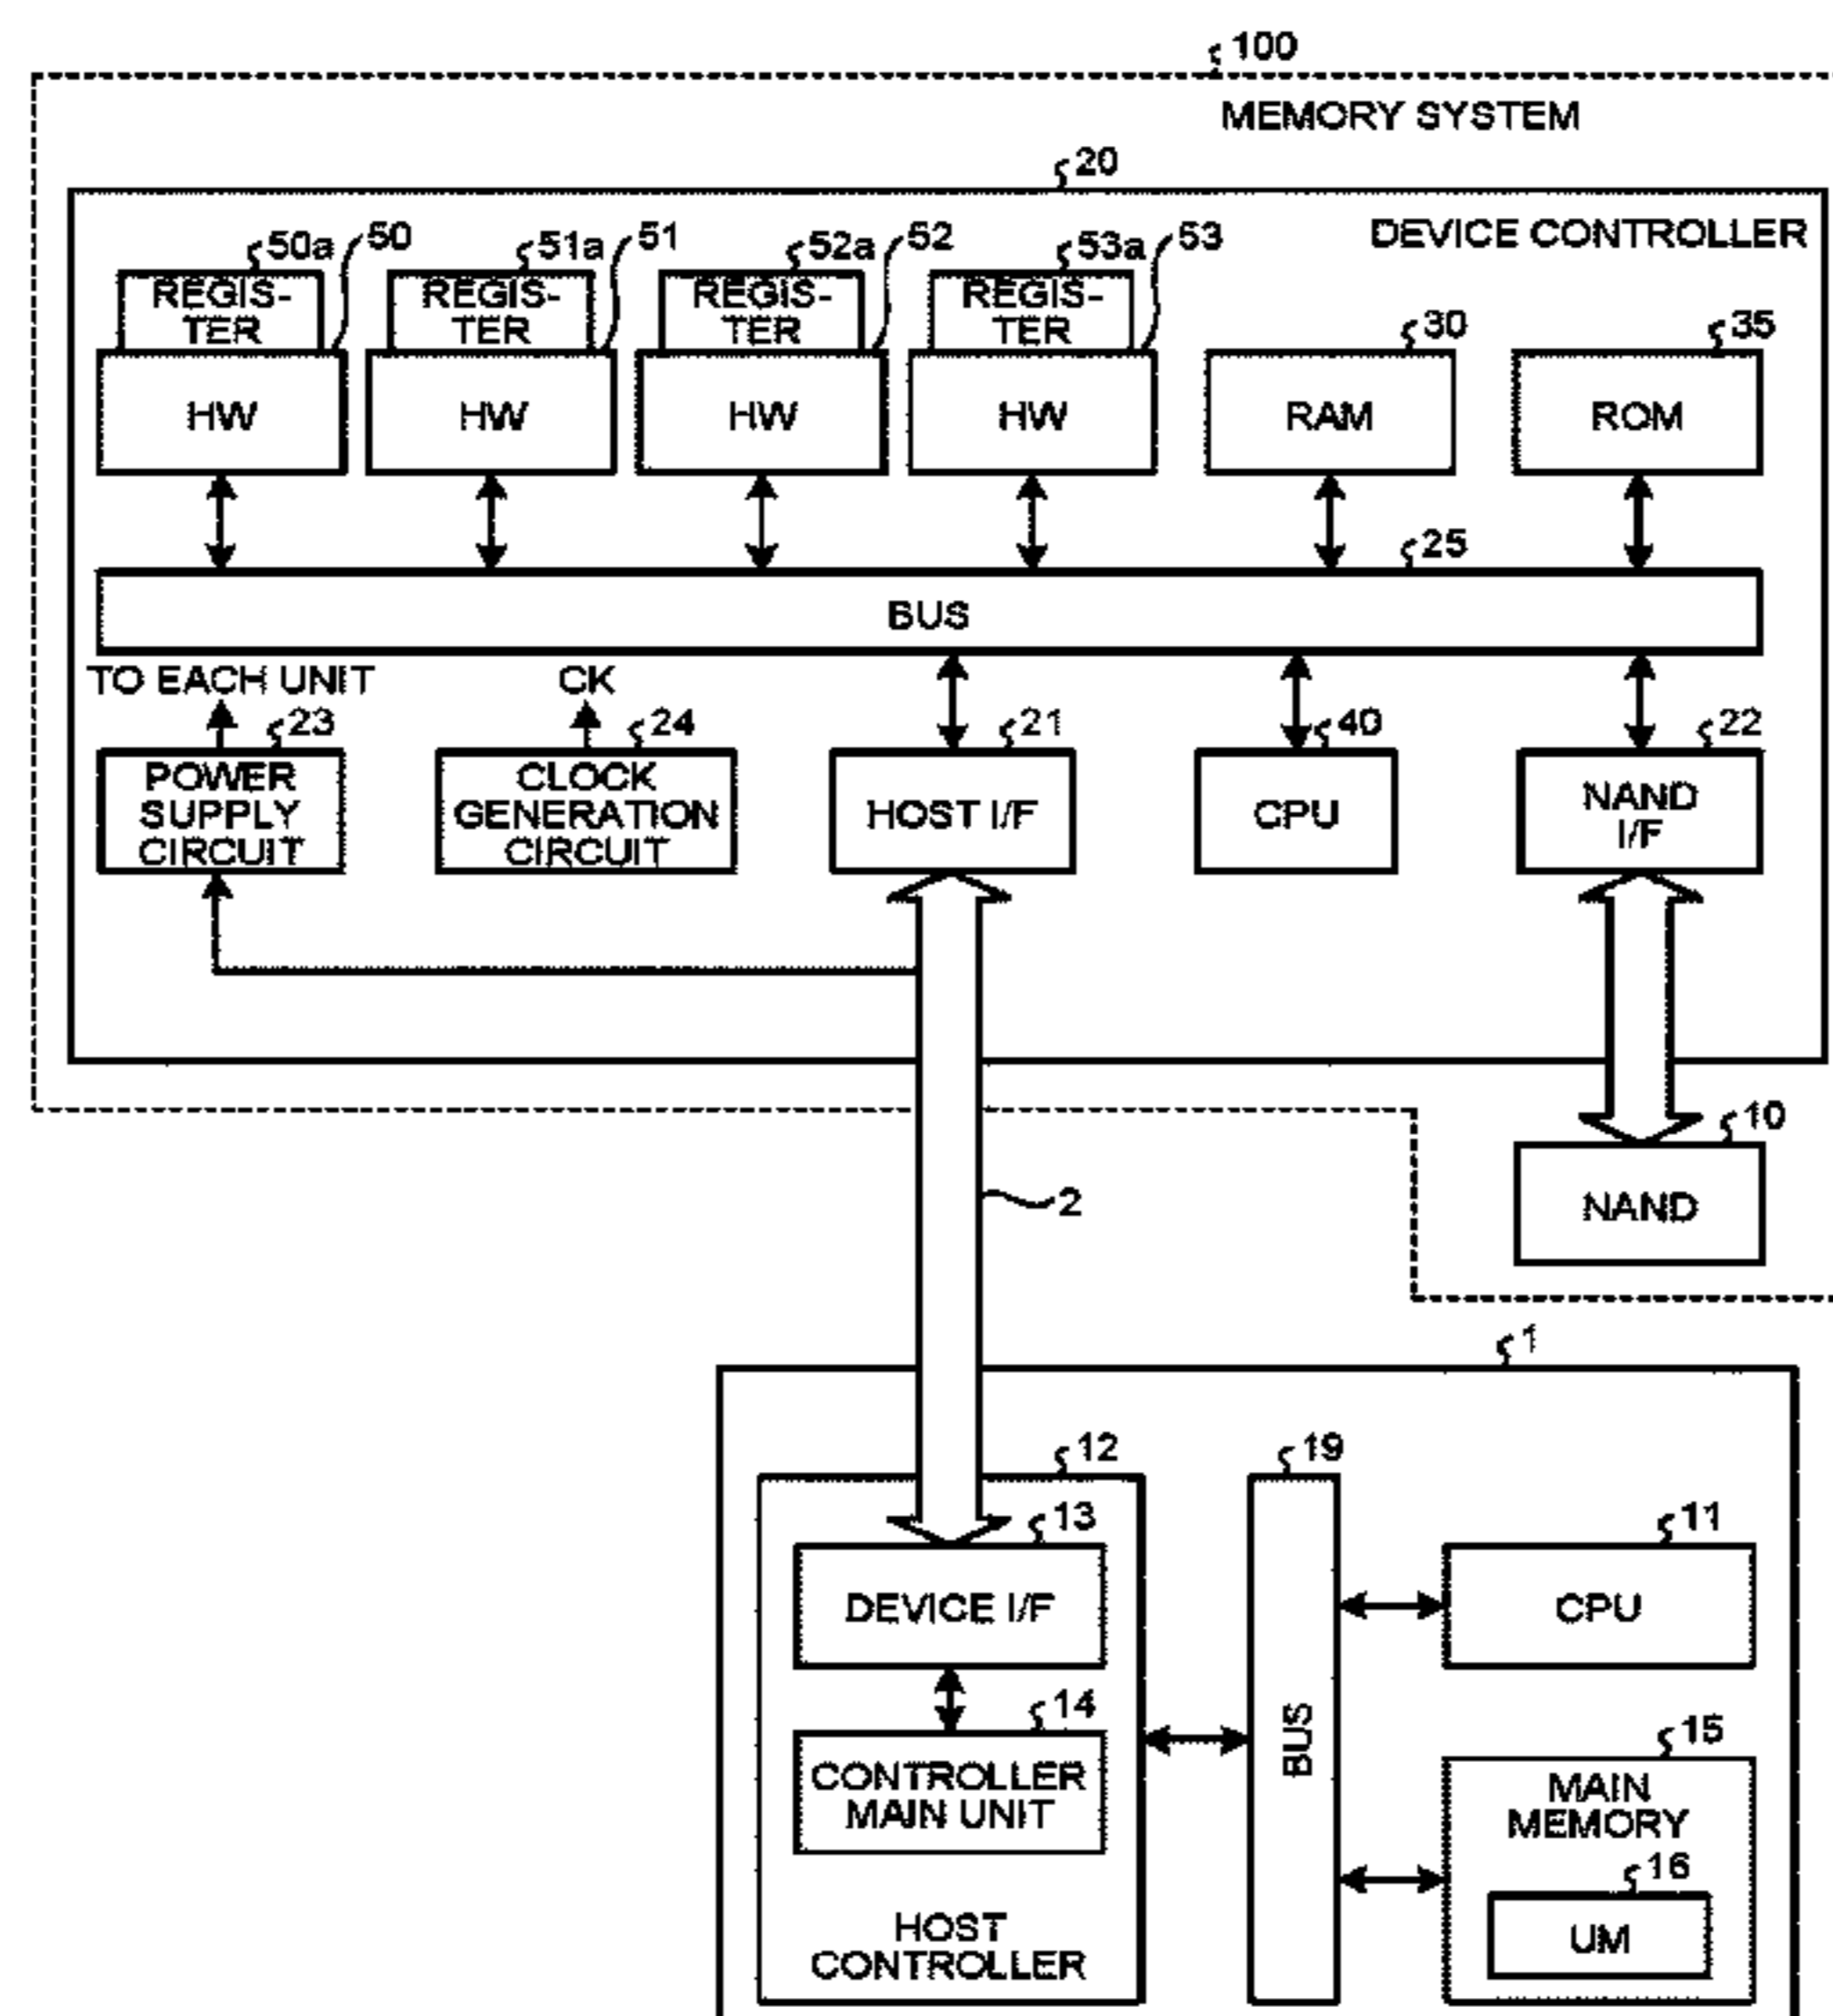 100
MEMORY SYSTEM
20
DEVICE CONTROLLER
50a 50 51a 51 52a 52 53a 53
REGIS-
TER
REGIS-
TER
REGIS-
TER
REGIS-
TER
30
35
HW
HW
HW
HW
RAM
ROM
25
BUS
TO EACH UNIT
CK
23
24
21
40
22
POWER
SUPPLY
CIRCUIT
CLOCK
GENERATION
CIRCUIT
HOST I/F
CPU
NAND
I/F
10
NAND
2
1
12
19
13
11
DEVICE I/F
CPU
14
CONTROLLER
MAIN UNIT
BUS
15
MAIN
MEMORY
16
UM
HOST
CONTROLLER